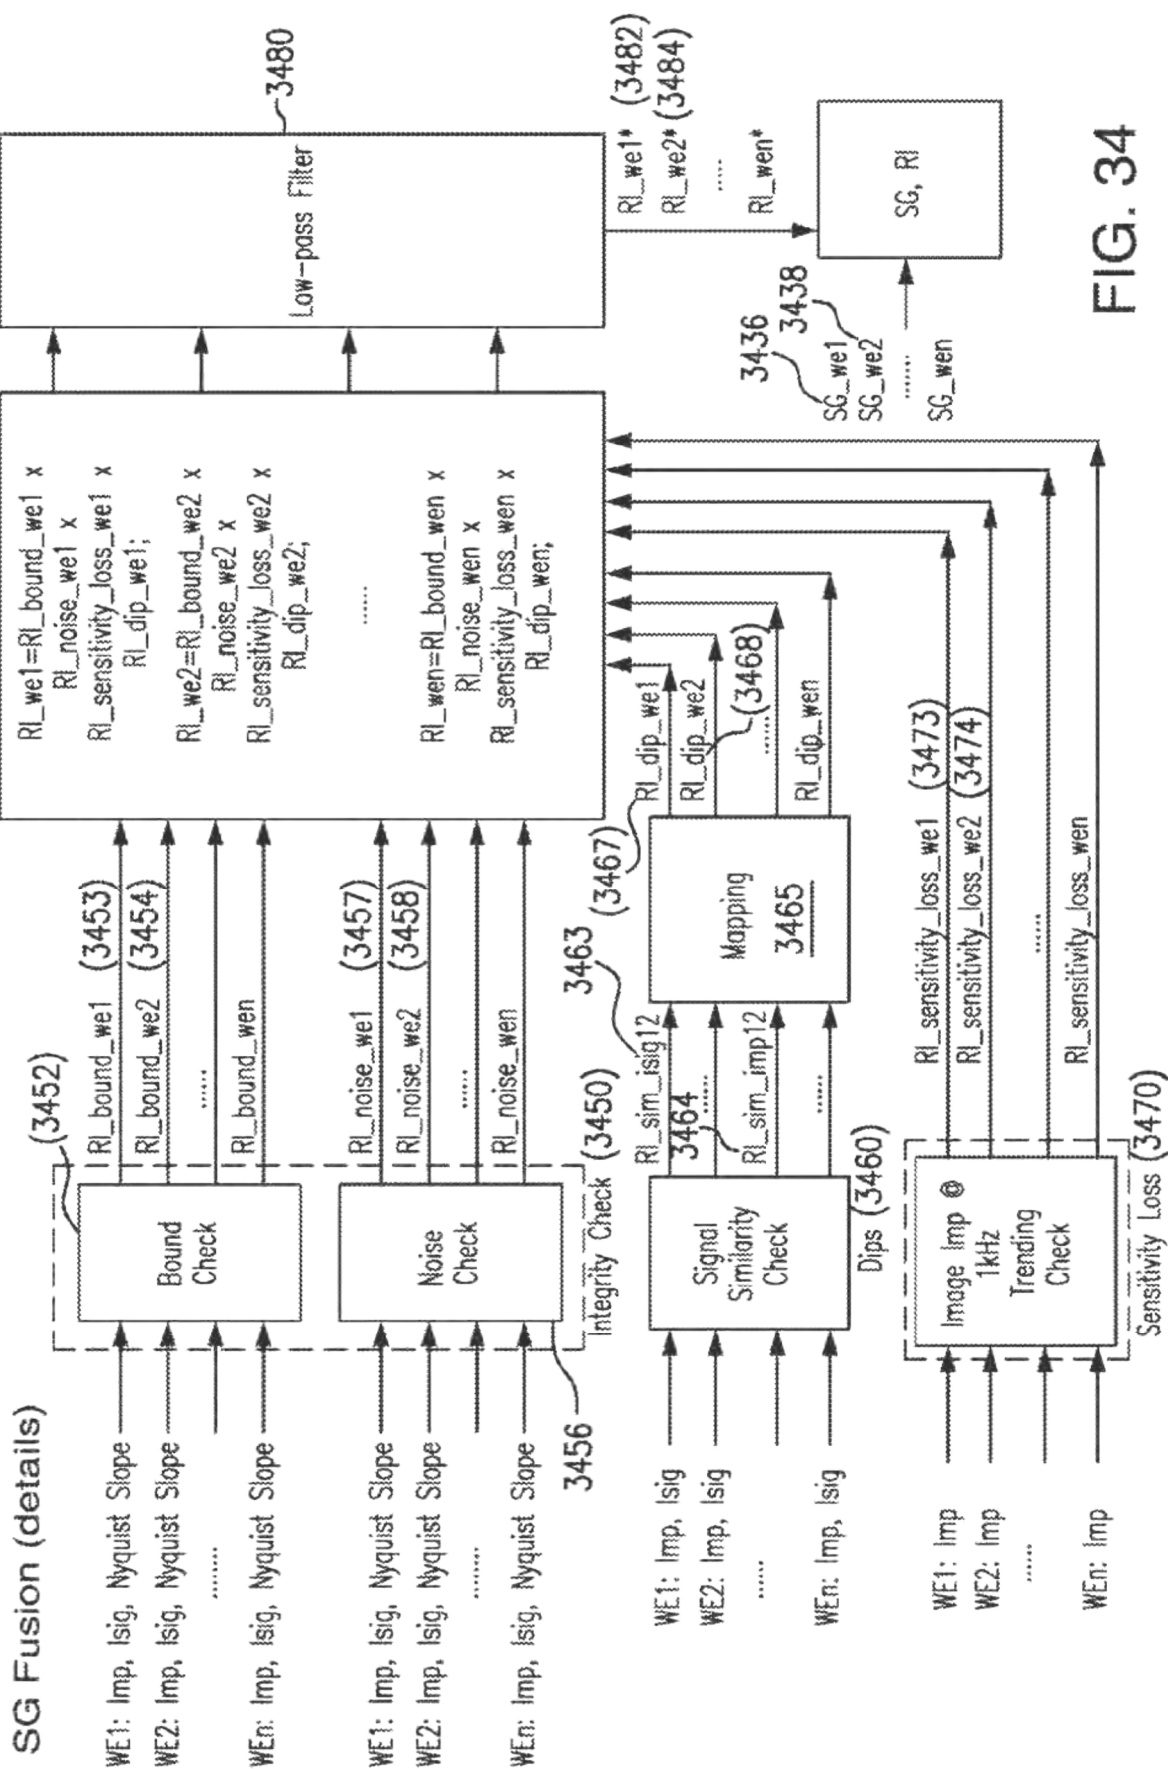 SG Fusion (details)
WE1: Imp, Isig, Nyquist Slope
WE2: Imp, Isig, Nyquist Slope
........
WEn: Imp, Isig, Nyquist Slope
WE1: Imp, Isig, Nyquist Slope
WE2: Imp, Isig, Nyquist Slope
........
WEn: Imp, Isig, Nyquist Slope
3456
WE1: Imp, Isig
WE2: Imp, Isig
......
WEn: Imp, Isig
WE1: Imp
WE2: Imp
......
WEn: Imp
(3452)
Bound
Check
Noise
Check
Integrity Check (3450)
Signal
Similarity
Check
Dips (3460)
Image Imp @
1kHz
Trending
Check
Sensitivity Loss (3470)
RI_bound_we1 (3453)
RI_bound_we2 (3454)
......
RI_bound_wen
RI_noise_we1 (3457)
RI_noise_we2 (3458)
......
RI_noise_wen
3463
RI_sim_isig12
3464
......
RI_sim_imp12
......
Mapping
3465
(3467)
RI_dip_we1
RI_dip_we2
(3468)
......
RI_dip_wen
RI_sensitivity_loss_we1 (3473)
RI_sensitivity_loss_we2 (3474)
......
RI_sensitivity_loss_wen
RI_we1=RI_bound_we1 x
RI_noise_we1 x
RI_sensitivity_loss_we1 x
RI_dip_we1;
RI_we2=RI_bound_we2 x
RI_noise_we2 x
RI_sensitivity_loss_we2 x
RI_dip_we2;
......
RI_wen=RI_bound_wen x
RI_noise_wen x
RI_sensitivity_loss_wen x
RI_dip_wen;
Low-pass Filter
3480
RI_we1* (3482)
RI_we2* (3484)
......
RI_wen*
3436
3438
SG_we1
SG_we2
.......
SG_wen
SG, RI
FIG. 34